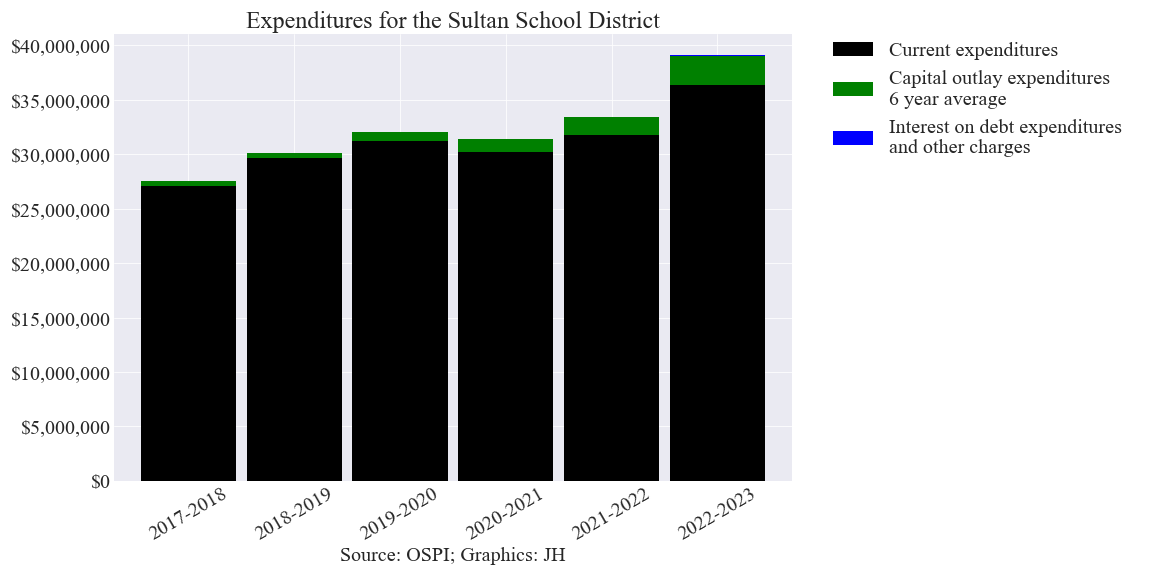 Expenditures for the Sultan School District
$40,000,000
$35,000,000
$30,000,000
$25,000,000
$20,000,000
$15,000,000
$10,000,000
$5,000,000
$0
2017-2018
2018-2019
2019-2020
2020-2021
2021-2022
2022-2023
Source: OSPI; Graphics: JH
Current expenditures
Capital outlay expenditures
6 year average
Interest on debt expenditures
and other charges